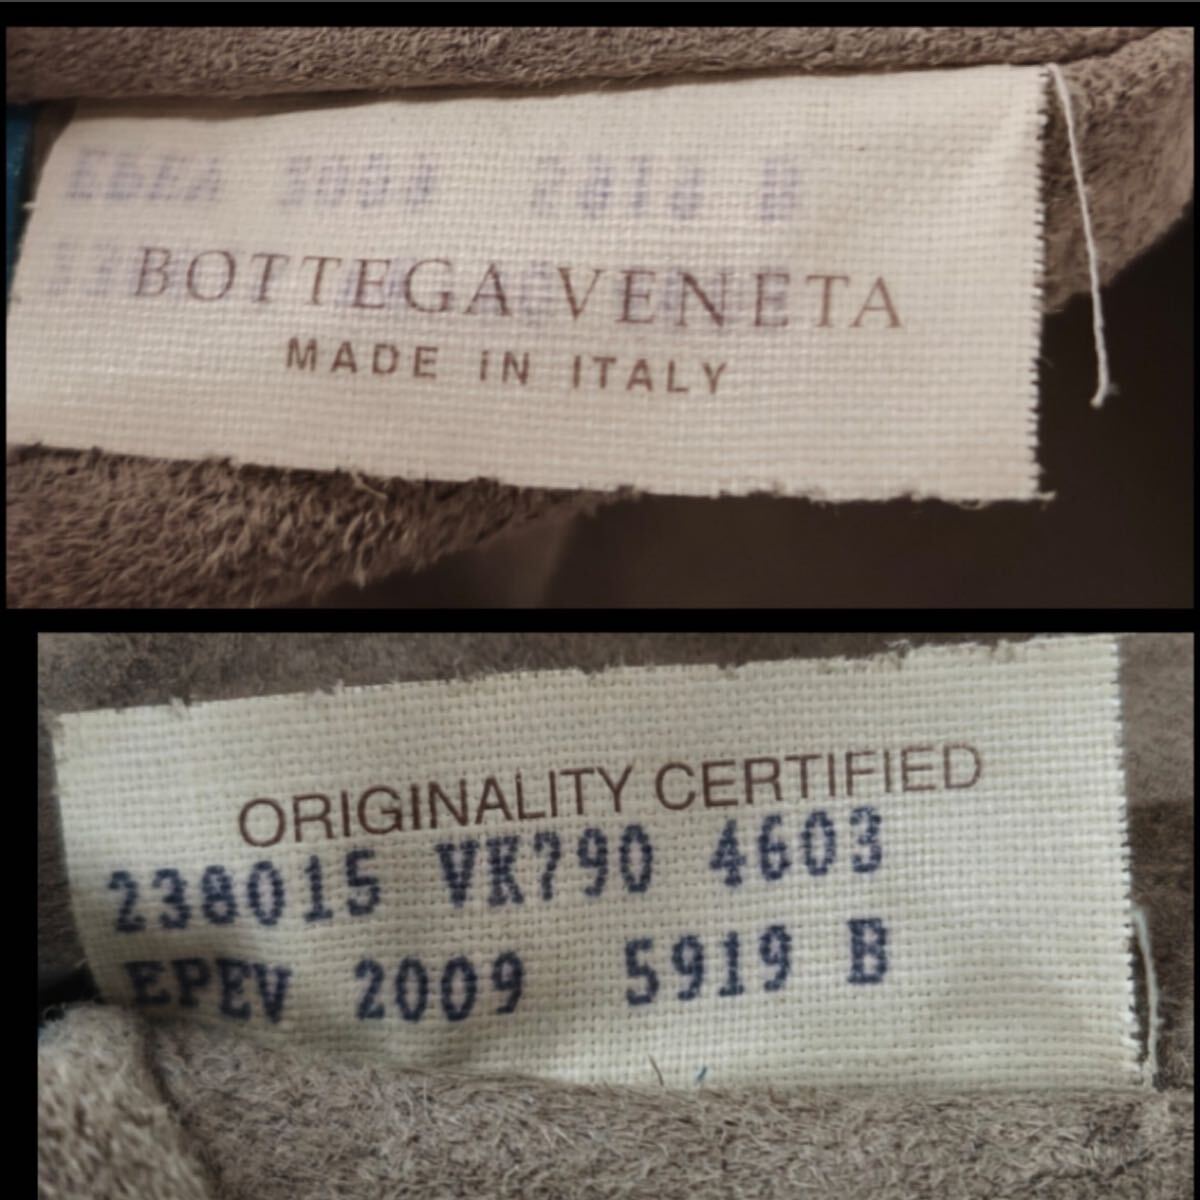 BOTTEGA VENETA
MADE IN ITALY
ORIGINALITY CERTIFIED
238015 VK790 4603
EPEV 2009 5919 B